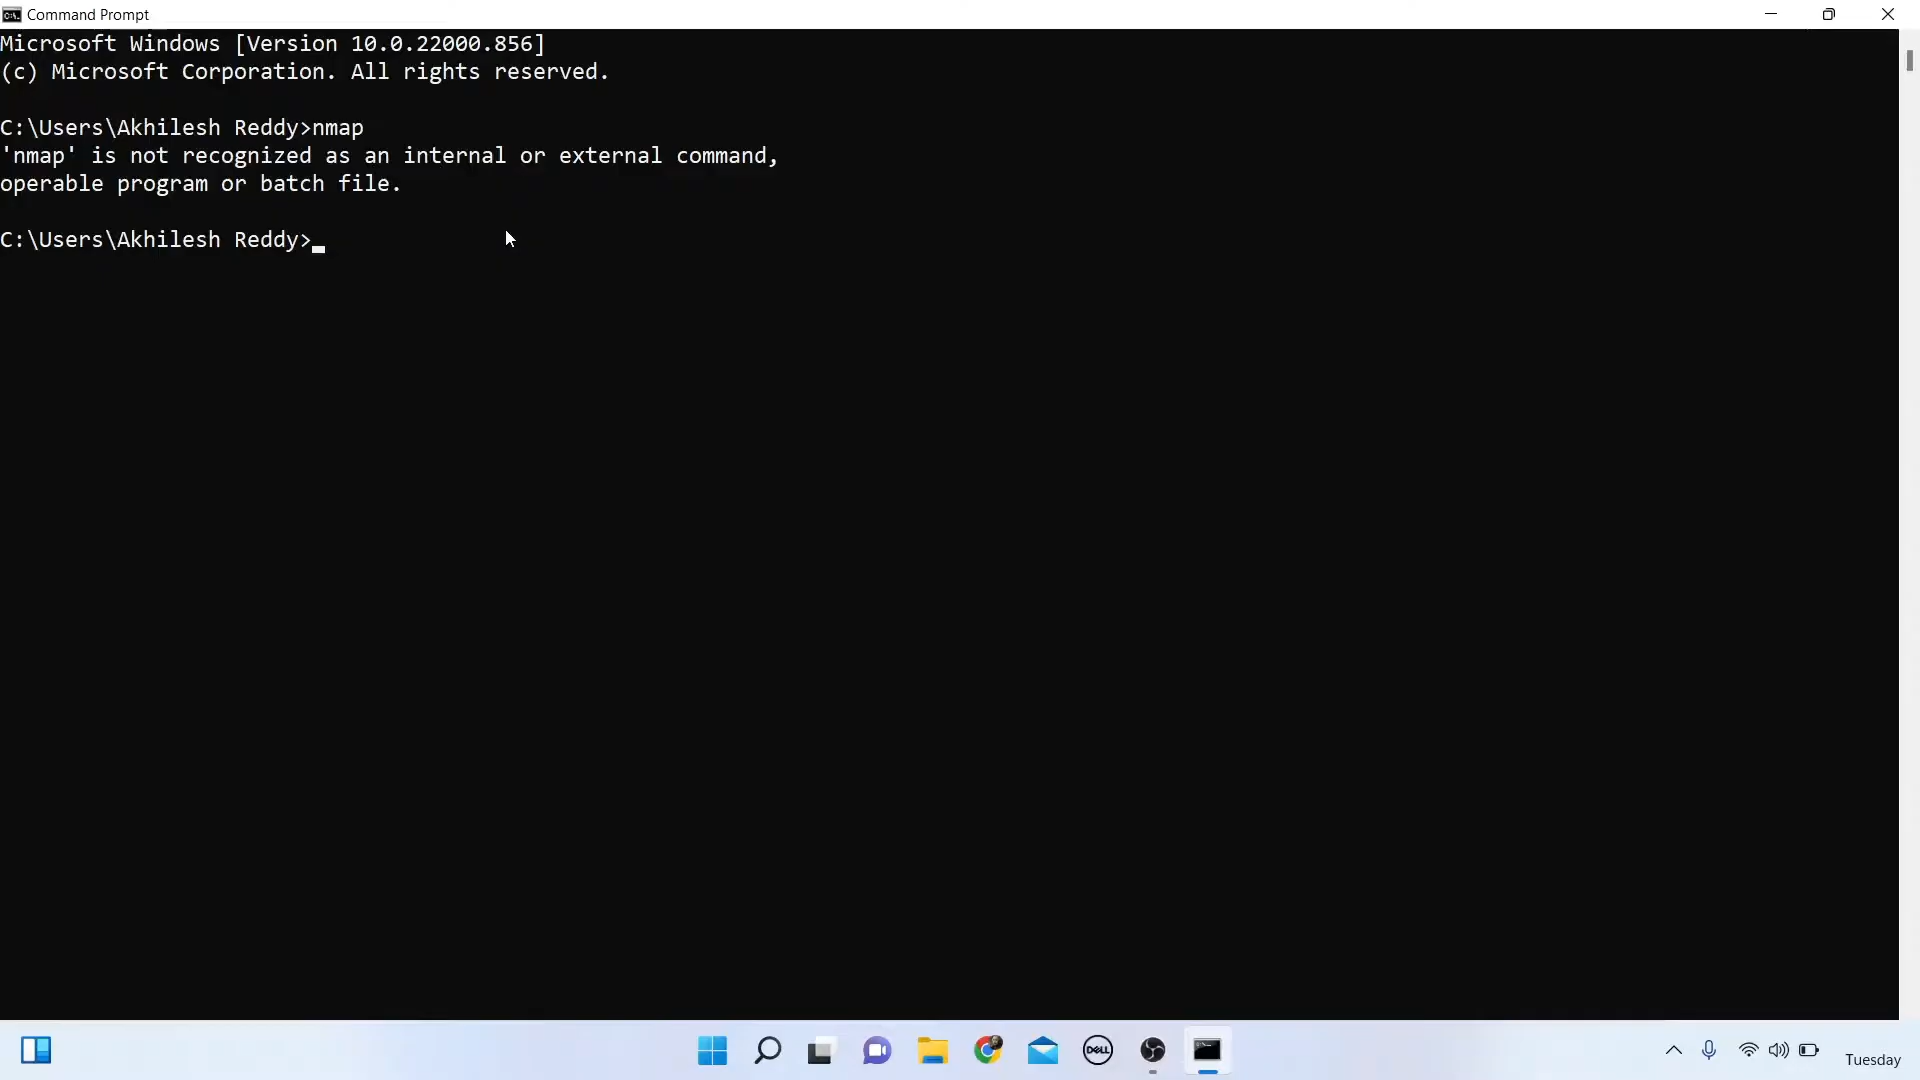 Command Prompt
Microsoft Windows [Version 10.0.22000.856]
(c) Microsoft Corporation. All rights reserved.
C:\Users\Akhilesh Reddy>nmap
'nmap' is not recognized as an internal or external command,
operable program or batch file.
C:\Users\Akhilesh Reddy>
DELL
Tuesday